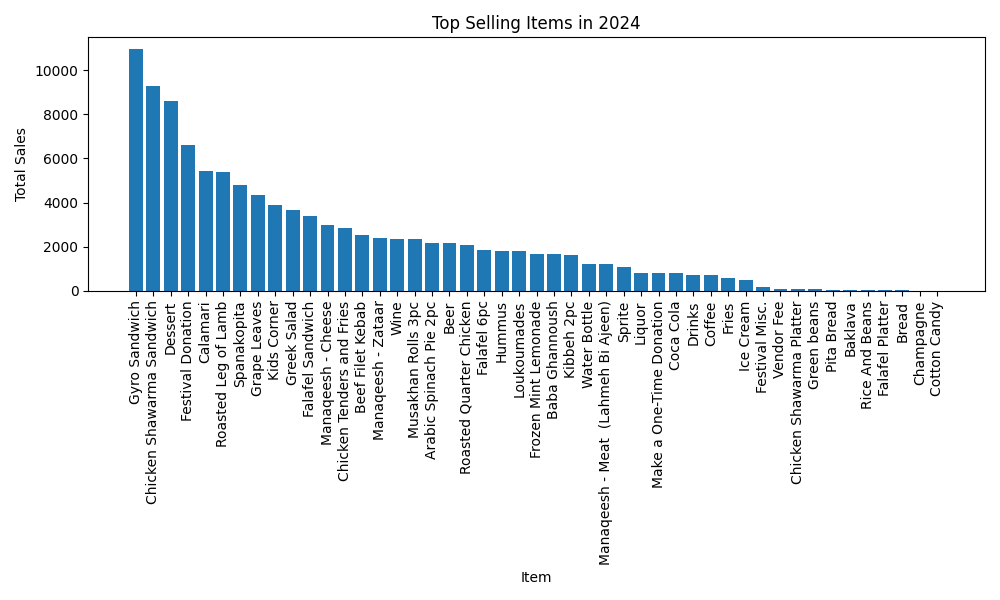 Top Selling Items in 2024
Total Sales
10000
8000
6000
4000
2000
0
Gyro Sandwich
Chicken Shawarma Sandwich
Dessert
Festival Donation
Calamari
Roasted Leg of Lamb
Spanakopita
Grape Leaves
Kids Corner
Greek Salad
Falafel Sandwich
Manaqeesh - Cheese
Chicken Tenders and Fries
Beef Filet Kebab
Manaqeesh - Zataar
Wine
Musakhan Rolls 3pc
Arabic Spinach Pie 2pc
Beer
Roasted Quarter Chicken
Falafel 6pc
Hummus
Loukoumades
Frozen Mint Lemonade
Baba Ghannoush
Kibbeh 2pc
Water Bottle
Manaqeesh - Meat  (Lahmeh Bi Ajeen)
Sprite
Liquor
Make a One-Time Donation
Coca Cola
Drinks
Coffee
Fries
Ice Cream
Festival Misc.
Vendor Fee
Chicken Shawarma Platter
Green beans
Pita Bread
Baklava
Rice And Beans
Falafel Platter
Bread
Champagne
Cotton Candy
Item